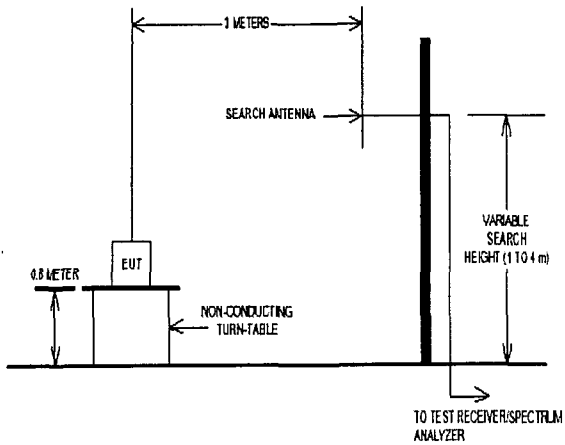 3 METERS
SEARCH ANTENNA
VARIABLE
SEARCH
HEIGHT (1 TO 4 m)
EUT
0.8 METER
NON-CONDUCTING
TURN-TABLE
TO TEST RECEIVER/SPECTRUM
ANALYZER